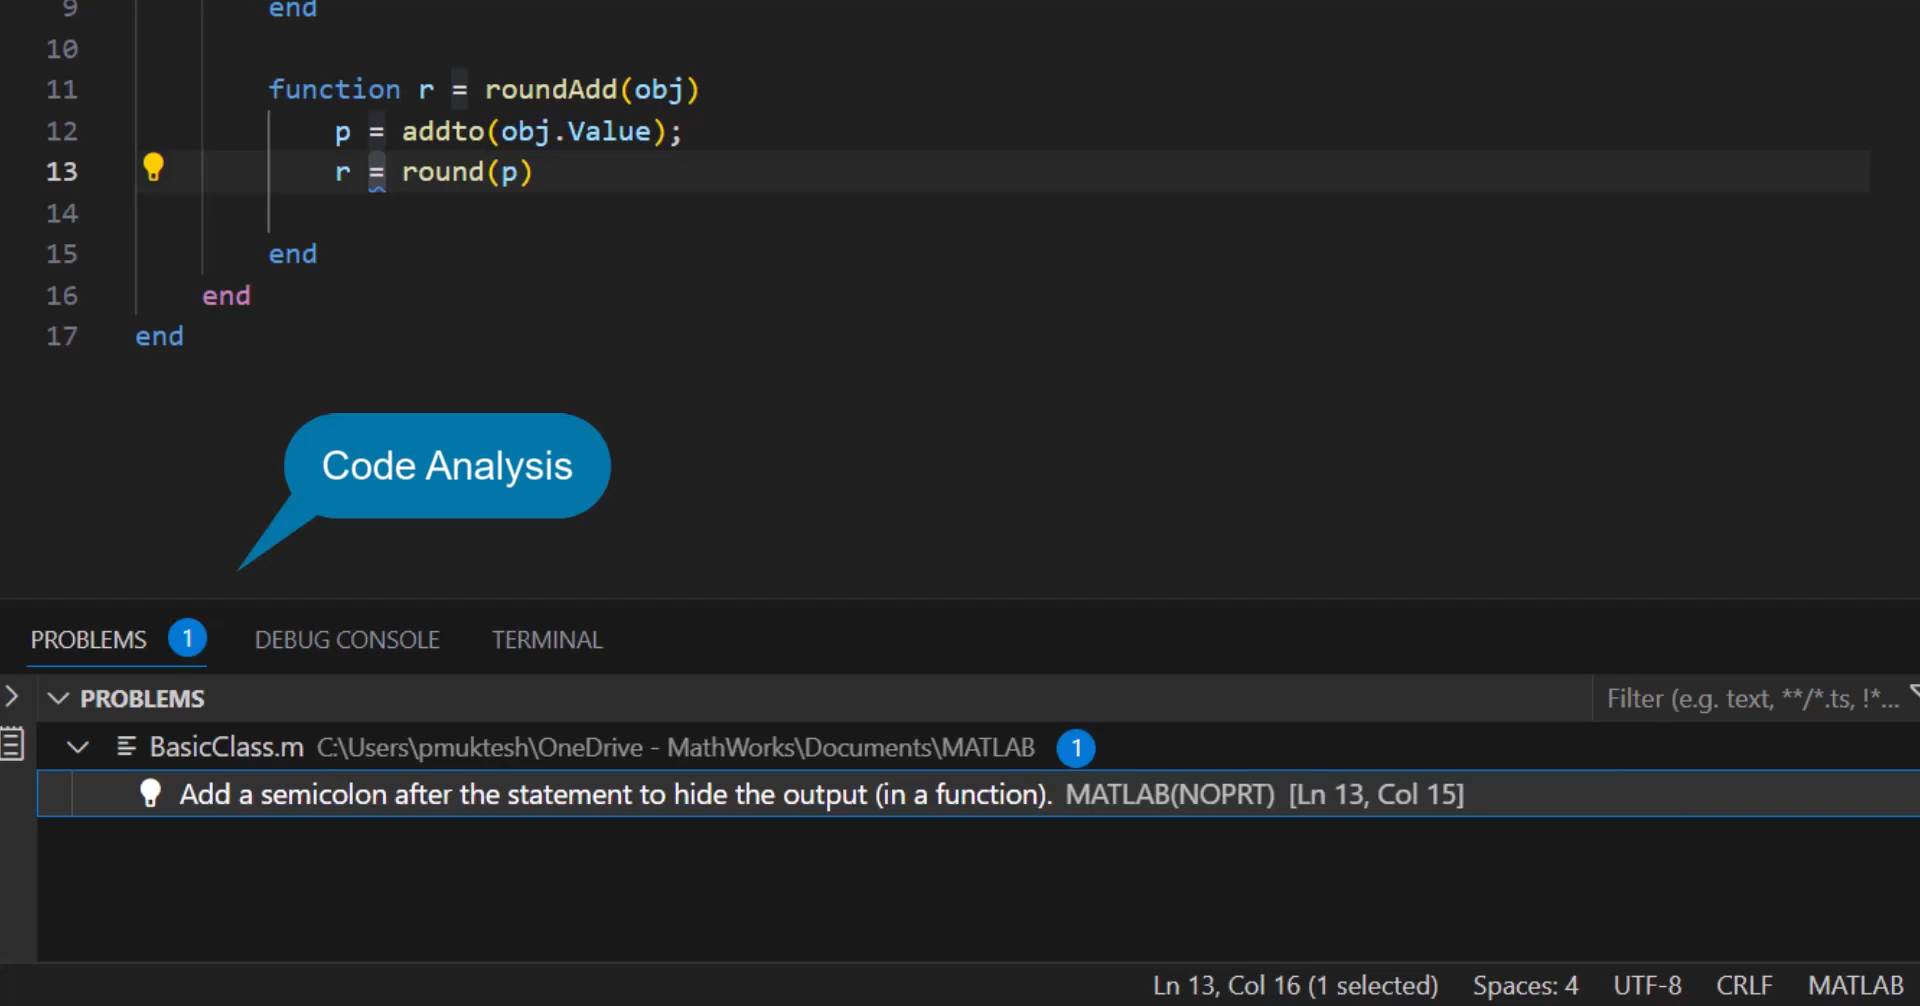 9 end
10
11 function r = roundAdd(obj)
12 p = addto(obj.Value);
13 r = round(p)
14
15 end
16 end
17 end
Code Analysis
PROBLEMS 1 DEBUG CONSOLE TERMINAL
PROBLEMS Filter (e.g. text, **/*.ts, !*...
BasicClass.m C:\Users\pmuktesh\OneDrive - MathWorks\Documents\MATLAB 1
Add a semicolon after the statement to hide the output (in a function). MATLAB(NOPRT) [Ln 13, Col 15]
Ln 13, Col 16 (1 selected) Spaces: 4 UTF-8 CRLF MATLAB